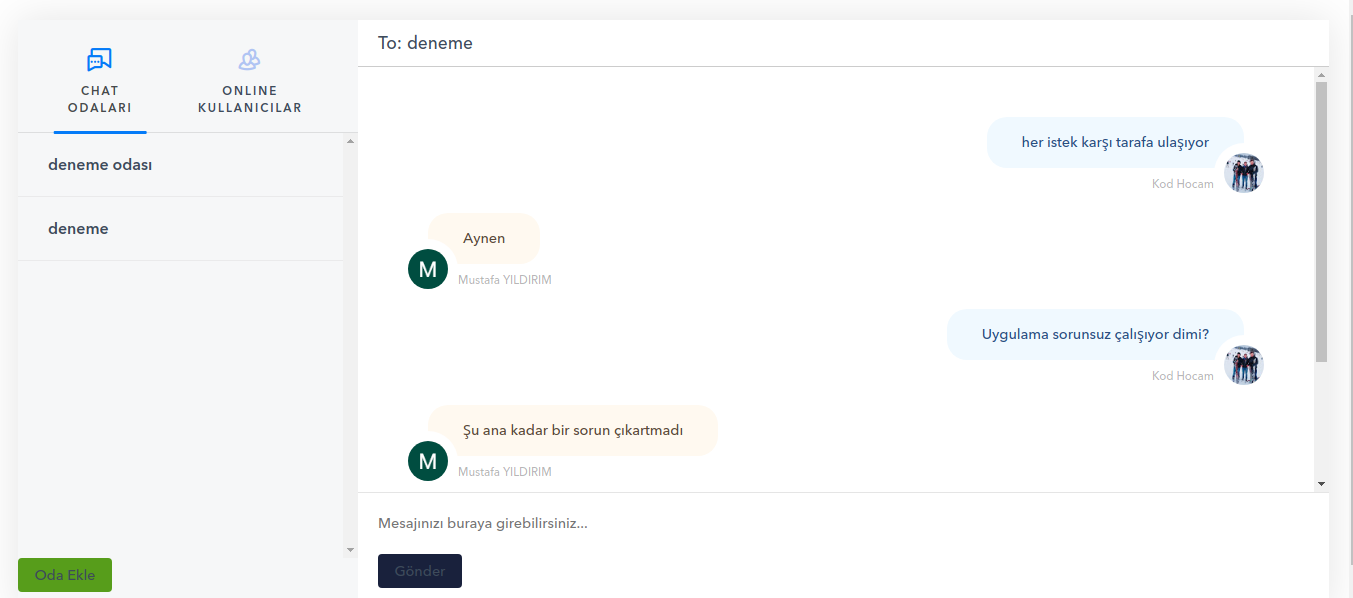 CHAT
ODALARI
ONLINE
KULLANICILAR
deneme odası
deneme
Oda Ekle
To: deneme
her istek karşı tarafa ulaşıyor
Kod Hocam
Aynen
M
Mustafa YILDIRIM
Uygulama sorunsuz çalışıyor dimi?
Kod Hocam
Şu ana kadar bir sorun çıkartmadı
M
Mustafa YILDIRIM
Mesajınızı buraya girebilirsiniz...
Gönder